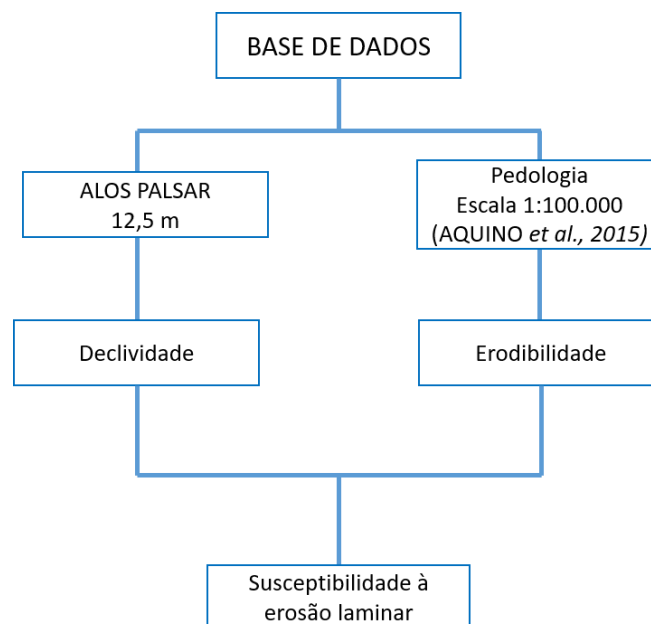 BASE DE DADOS
ALOS PALSAR
12,5 m
Pedologia
Escala 1:100.000
(AQUINO et al., 2015)
Declividade
Erodibilidade
Susceptibilidade à
erosão laminar